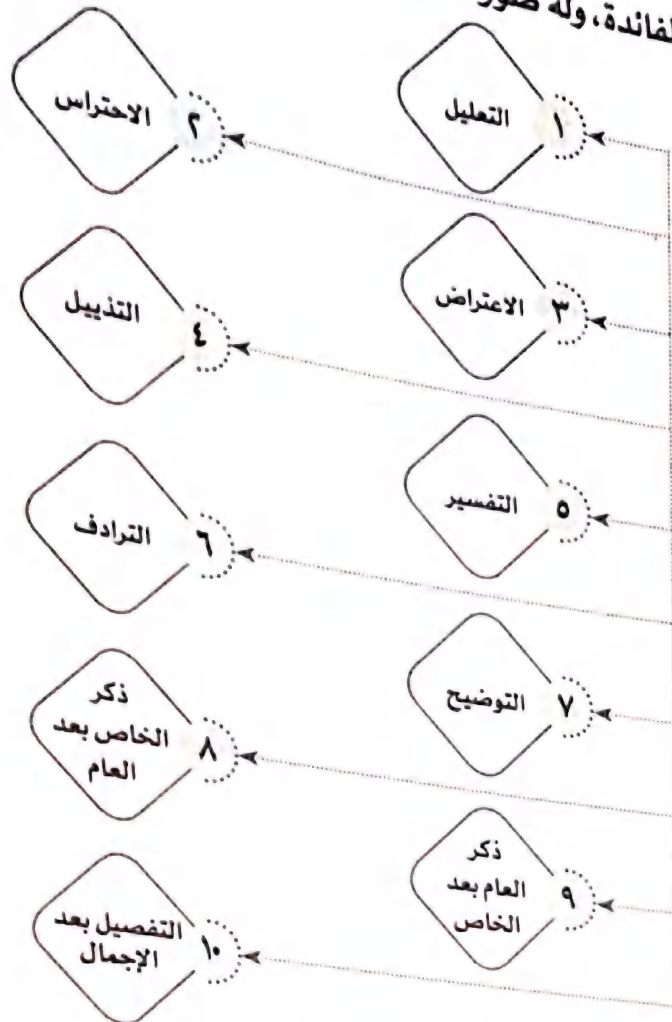 لفائدة، وله صور
١ التعليل
٢ الاحتراس
٣ الاعتراض
٤ التذييل
٥ التفسير
٦ الترادف
٧ التوضيح
٨ ذكر
الخاص بعد
العام
٩ ذكر
العام بعد
الخاص
١٠ التفصيل بعد
الإجمال